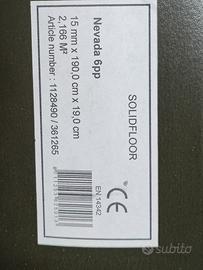 SOLIDFLOOR
Nevada 6pp
15 mm x 190,0 cm x 19,0 cm
2,166 M²
Article number : 1128490 / 361265
CE
EN 14342
subito